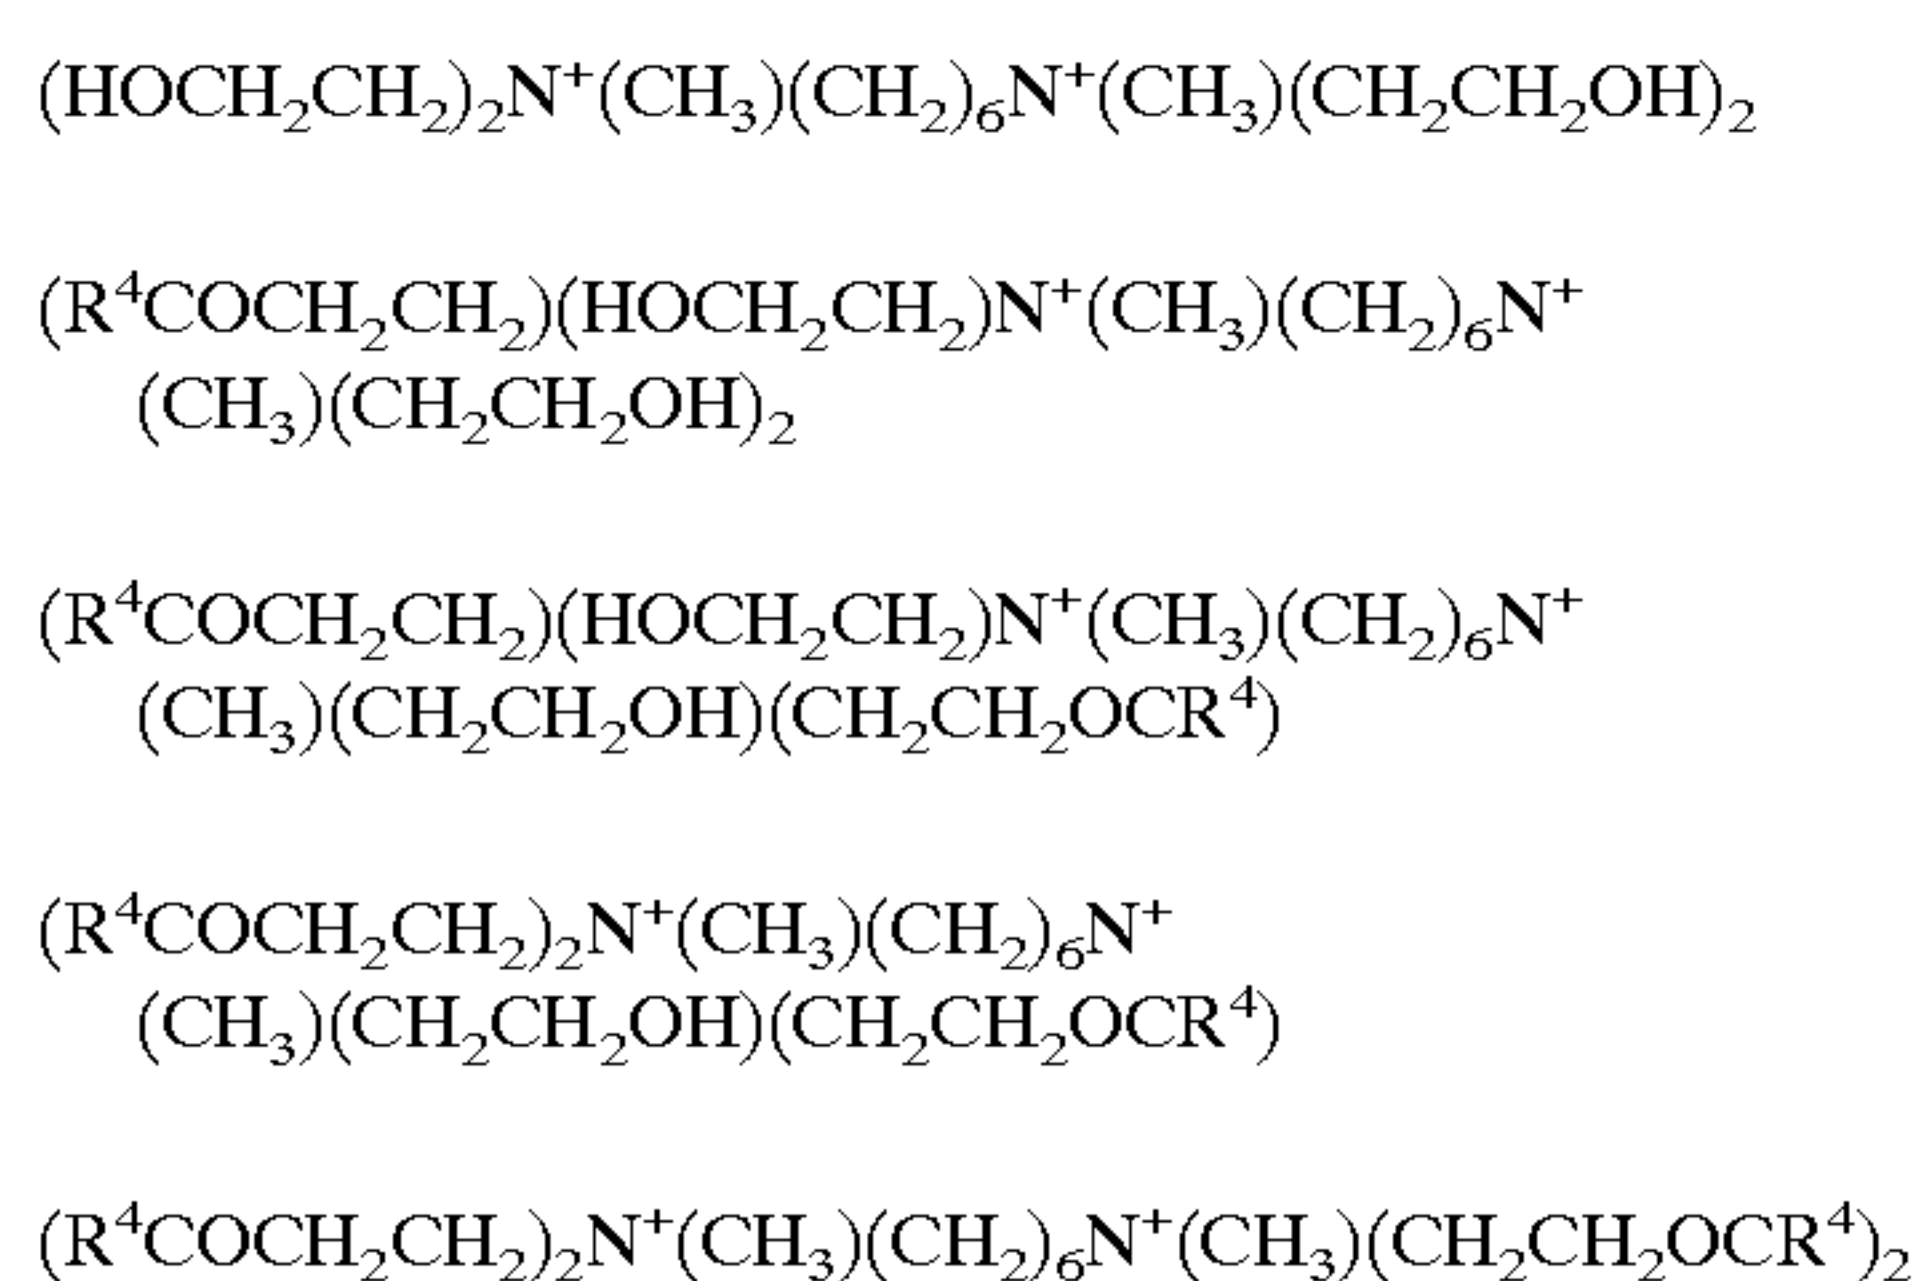 (HOCH₂CH₂)₂N⁺(CH₃)(CH₂)₆N⁺(CH₃)(CH₂CH₂OH)₂
(R⁴COCH₂CH₂)(HOCH₂CH₂)N⁺(CH₃)(CH₂)₆N⁺
(CH₃)(CH₂CH₂OH)₂
(R⁴COCH₂CH₂)(HOCH₂CH₂)N⁺(CH₃)(CH₂)₆N⁺
(CH₃)(CH₂CH₂OH)(CH₂CH₂OCR⁴)
(R⁴COCH₂CH₂)₂N⁺(CH₃)(CH₂)₆N⁺
(CH₃)(CH₂CH₂OH)(CH₂CH₂OCR⁴)
(R⁴COCH₂CH₂)₂N⁺(CH₃)(CH₂)₆N⁺(CH₃)(CH₂CH₂OCR⁴)₂